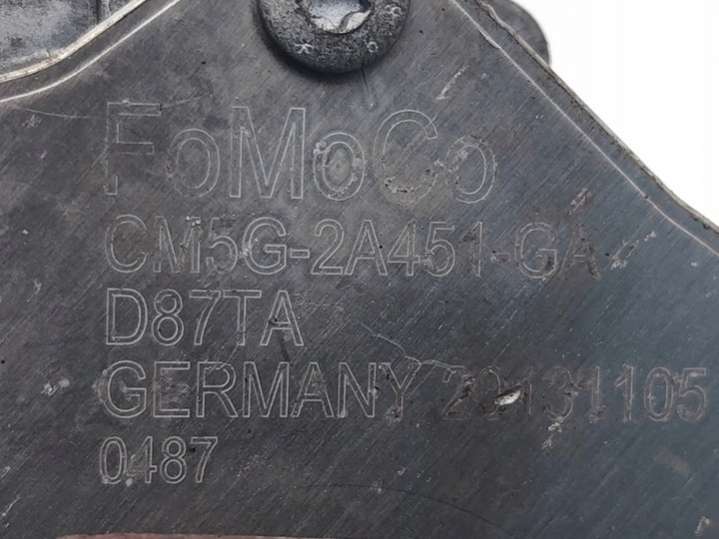 FoMoCo
CM5G-2A451-GA
D87TA
GERMANY 20131105
0487